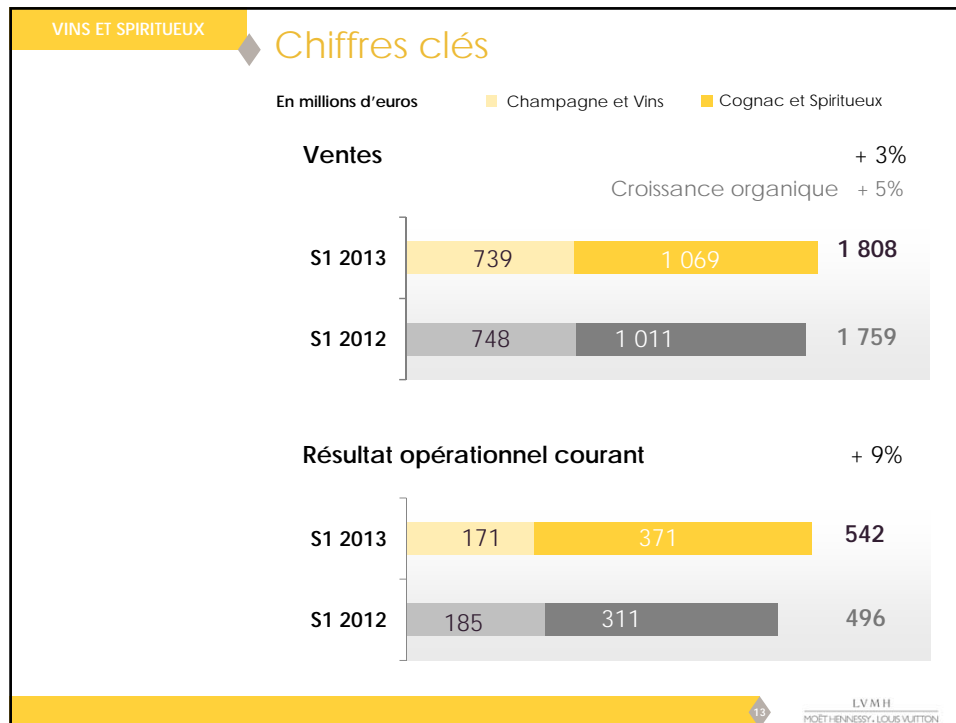 VINS ET SPIRITUEUX
Chiffres clés
En millions d'euros Champagne et Vins Cognac et Spiritueux
Ventes + 3%
Croissance organique + 5%
S1 2013 739 1 069 1 808
S1 2012 748 1 011 1 759
Résultat opérationnel courant + 9%
S1 2013 171 371 542
S1 2012 185 311 496
13
LVMH
MOËT HENNESSY • LOUIS VUITTON